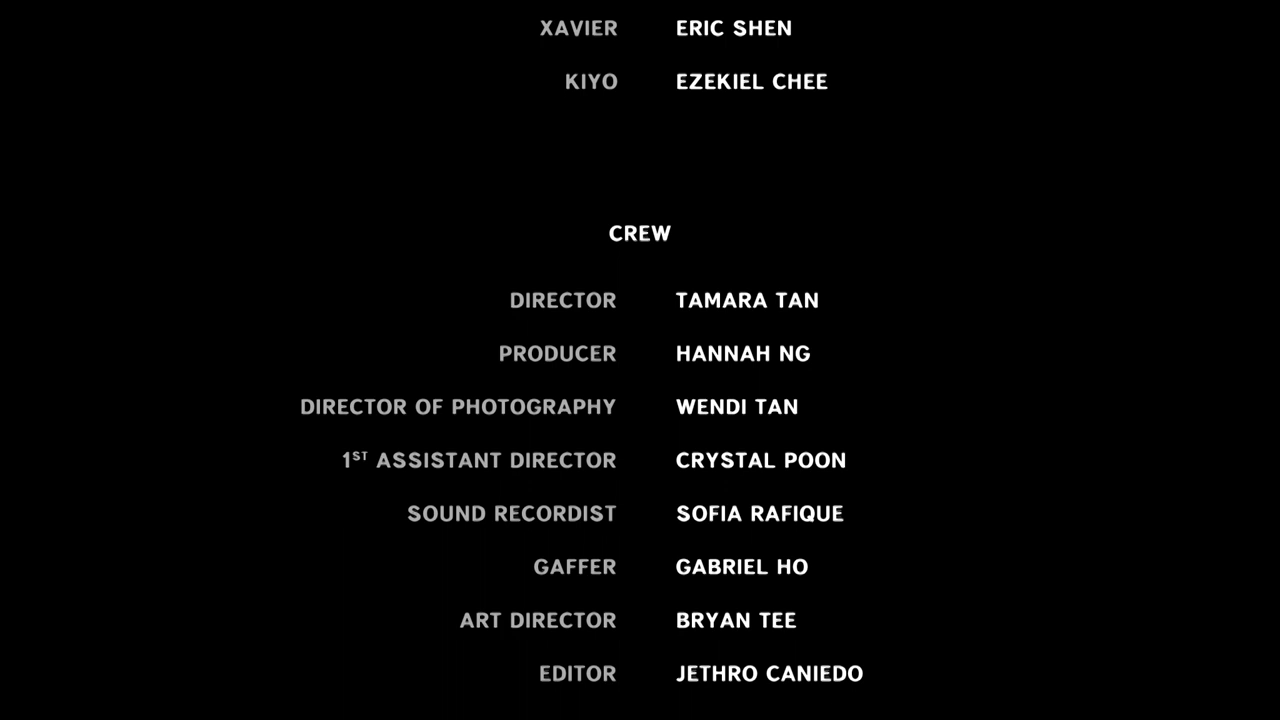 XAVIER ERIC SHEN
KIYO EZEKIEL CHEE
CREW
DIRECTOR TAMARA TAN
PRODUCER HANNAH NG
DIRECTOR OF PHOTOGRAPHY WENDI TAN
1ST ASSISTANT DIRECTOR CRYSTAL POON
SOUND RECORDIST SOFIA RAFIQUE
GAFFER GABRIEL HO
ART DIRECTOR BRYAN TEE
EDITOR JETHRO CANIEDO